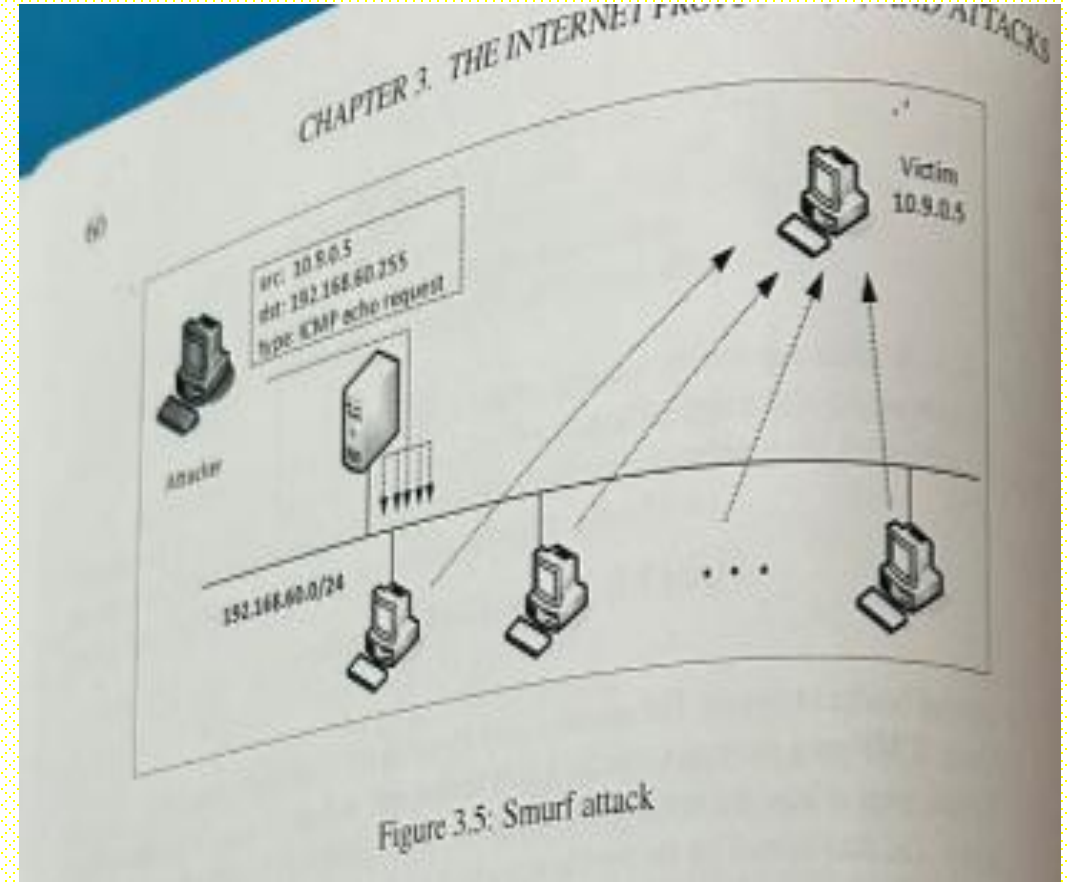 CHAPTER 3. THE INTERNET AND ATTACKS
60
src: 10.9.0.5
dst: 192.168.60.255
type: ICMP echo request
Victim
10.9.0.5
Attacker
192.168.60.0/24
Figure 3.5: Smurf attack